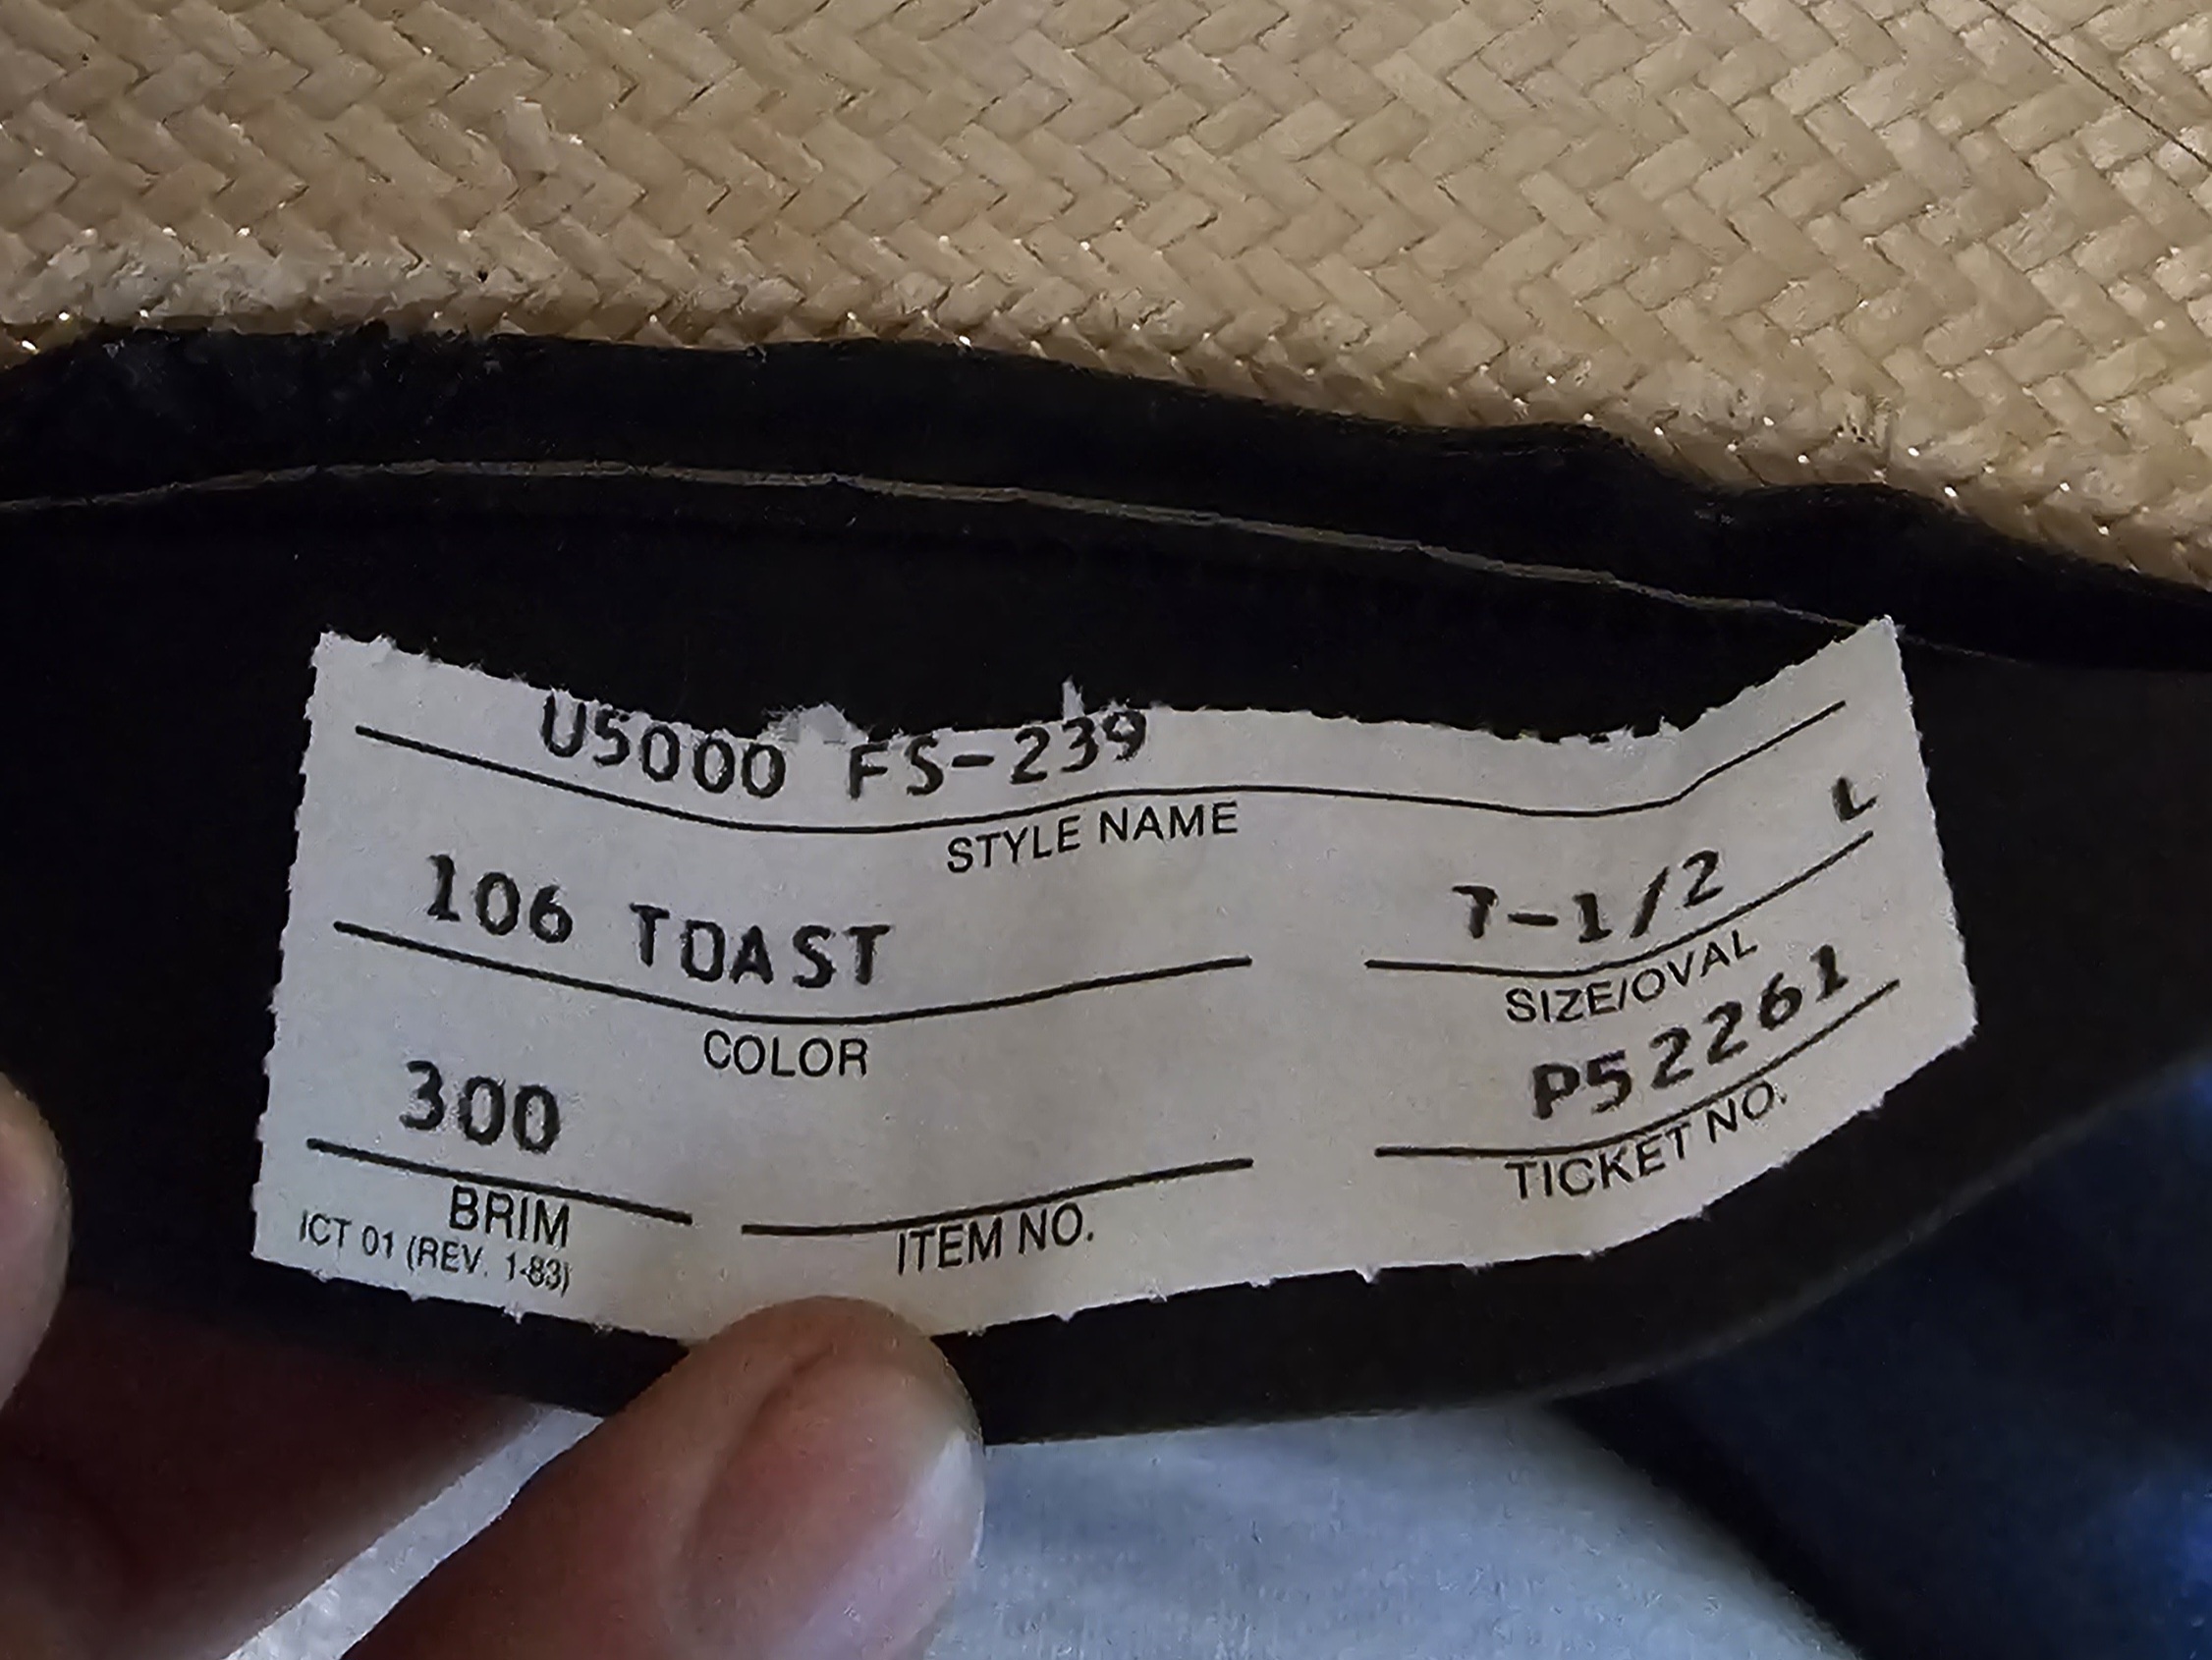 U5000 FS-239
STYLE NAME
106 TOAST
7-1/2 L
COLOR
SIZE/OVAL
300
P52261
BRIM
ITEM NO.
TICKET NO.
ICT 01 (REV. 1-83)